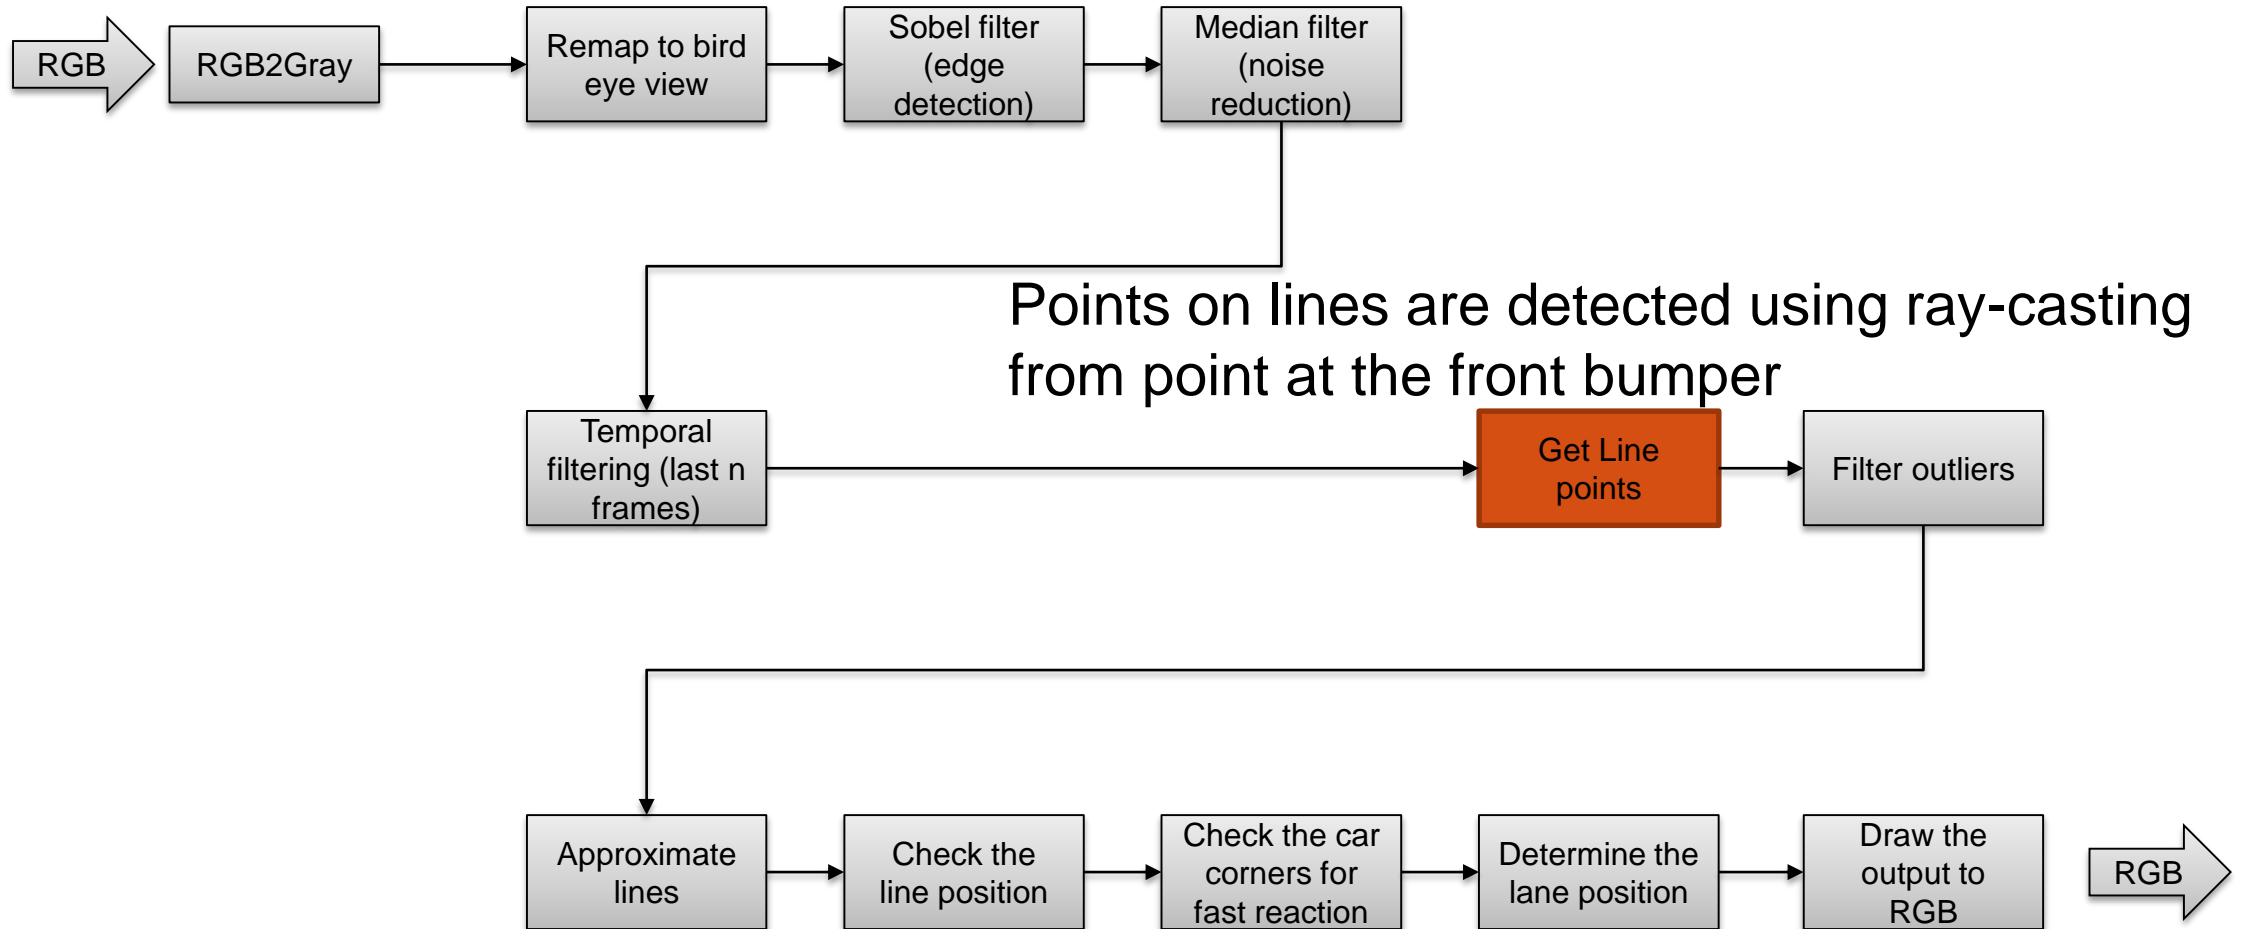 RGB
RGB2Gray
Remap to bird
eye view
Sobel filter
(edge
detection)
Median filter
(noise
reduction)
Points on lines are detected using ray-casting
from point at the front bumper
Temporal
filtering (last n
frames)
Get Line
points
Filter outliers
Approximate
lines
Check the
line position
Check the car
corners for
fast reaction
Determine the
lane position
Draw the
output to
RGB
RGB